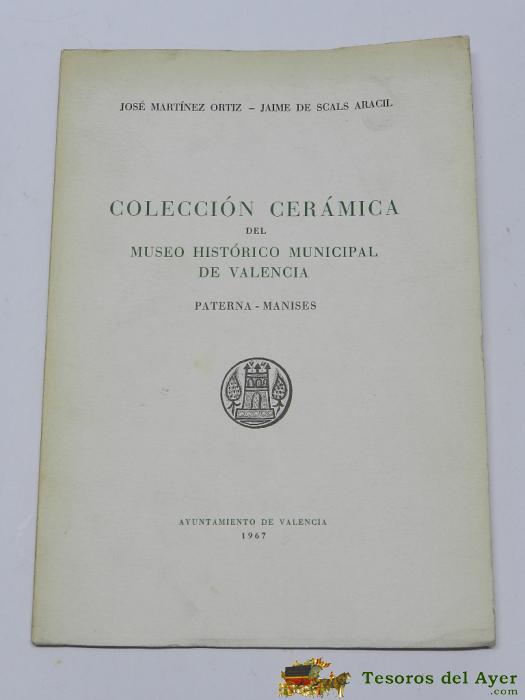 JOSÉ MARTÍNEZ ORTIZ – JAIME DE SCALS ARACIL
COLECCIÓN CERÁMICA
DEL
MUSEO HISTÓRICO MUNICIPAL
DE VALENCIA
PATERNA - MANISES
AYUNTAMIENTO DE VALENCIA
1967
Tesoros del Ayer
.com